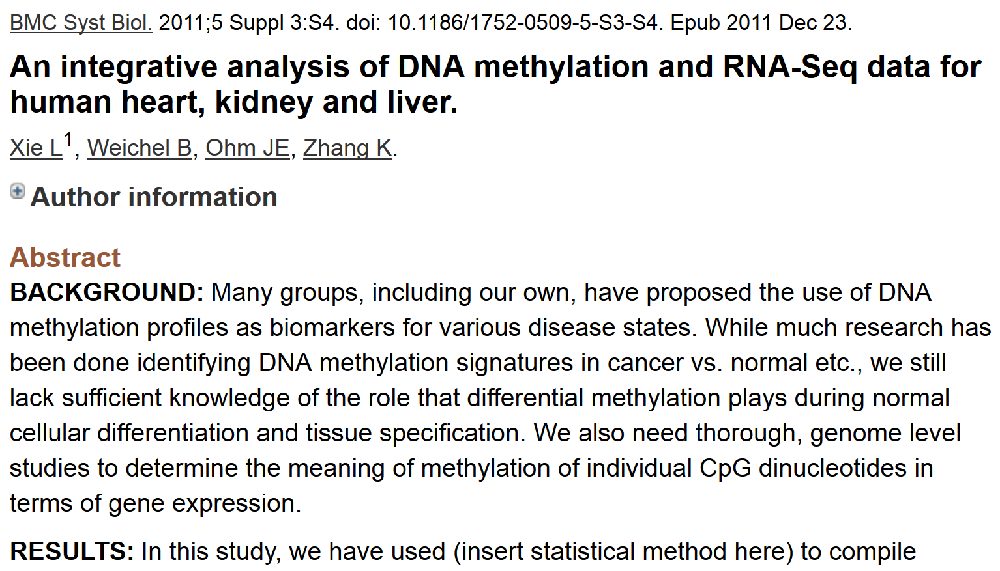 BMC Syst Biol. 2011;5 Suppl 3:S4. doi: 10.1186/1752-0509-5-S3-S4. Epub 2011 Dec 23.
An integrative analysis of DNA methylation and RNA-Seq data for
human heart, kidney and liver.
Xie L1, Weichel B, Ohm JE, Zhang K.
Author information
Abstract
BACKGROUND: Many groups, including our own, have proposed the use of DNA
methylation profiles as biomarkers for various disease states. While much research has
been done identifying DNA methylation signatures in cancer vs. normal etc., we still
lack sufficient knowledge of the role that differential methylation plays during normal
cellular differentiation and tissue specification. We also need thorough, genome level
studies to determine the meaning of methylation of individual CpG dinucleotides in
terms of gene expression.
RESULTS: In this study, we have used (insert statistical method here) to compile